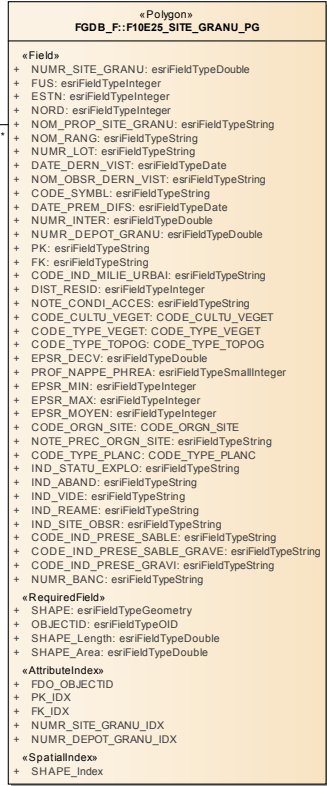 «Polygon»
FGDB_F::F10E25_SITE_GRANU_PG
«Field»
+ NUMR_SITE_GRANU: esriFieldTypeDouble
+ FUS: esriFieldTypeInteger
+ ESTN: esriFieldTypeInteger
+ NORD: esriFieldTypeInteger
+ NOM_PROP_SITE_GRANU: esriFieldTypeString
+ NOM_RANG: esriFieldTypeString
+ NUMR_LOT: esriFieldTypeString
+ DATE_DERN_VIST: esriFieldTypeDate
+ NOM_OBSR_DERN_VIST: esriFieldTypeString
+ CODE_SYMBL: esriFieldTypeString
+ DATE_PREM_DIFS: esriFieldTypeDate
+ NUMR_INTER: esriFieldTypeDouble
+ NUMR_DEPOT_GRANU: esriFieldTypeDouble
+ PK: esriFieldTypeString
+ FK: esriFieldTypeString
+ CODE_IND_MILIE_URBAI: esriFieldTypeString
+ DIST_RESID: esriFieldTypeInteger
+ NOTE_CONDI_ACCES: esriFieldTypeString
+ CODE_CULTU_VEGET: CODE_CULTU_VEGET
+ CODE_TYPE_VEGET: CODE_TYPE_VEGET
+ CODE_TYPE_TOPOG: CODE_TYPE_TOPOG
+ EPSR_DECV: esriFieldTypeDouble
+ PROF_NAPPE_PHREA: esriFieldTypeSmallInteger
+ EPSR_MIN: esriFieldTypeInteger
+ EPSR_MAX: esriFieldTypeInteger
+ EPSR_MOYEN: esriFieldTypeInteger
+ CODE_ORGN_SITE: CODE_ORGN_SITE
+ NOTE_PREC_ORGN_SITE: esriFieldTypeString
+ CODE_TYPE_PLANC: CODE_TYPE_PLANC
+ IND_STATU_EXPLO: esriFieldTypeString
+ IND_ABAND: esriFieldTypeString
+ IND_VIDE: esriFieldTypeString
+ IND_REAME: esriFieldTypeString
+ IND_SITE_OBSR: esriFieldTypeString
+ CODE_IND_PRESE_SABLE: esriFieldTypeString
+ CODE_IND_PRESE_SABLE_GRAVE: esriFieldTypeString
+ CODE_IND_PRESE_GRAVI: esriFieldTypeString
+ NUMR_BANC: esriFieldTypeString
«RequiredField»
+ SHAPE: esriFieldTypeGeometry
+ OBJECTID: esriFieldTypeOID
+ SHAPE_Length: esriFieldTypeDouble
+ SHAPE_Area: esriFieldTypeDouble
«AttributeIndex»
+ FDO_OBJECTID
+ PK_IDX
+ FK_IDX
+ NUMR_SITE_GRANU_IDX
+ NUMR_DEPOT_GRANU_IDX
«SpatialIndex»
+ SHAPE_Index
*